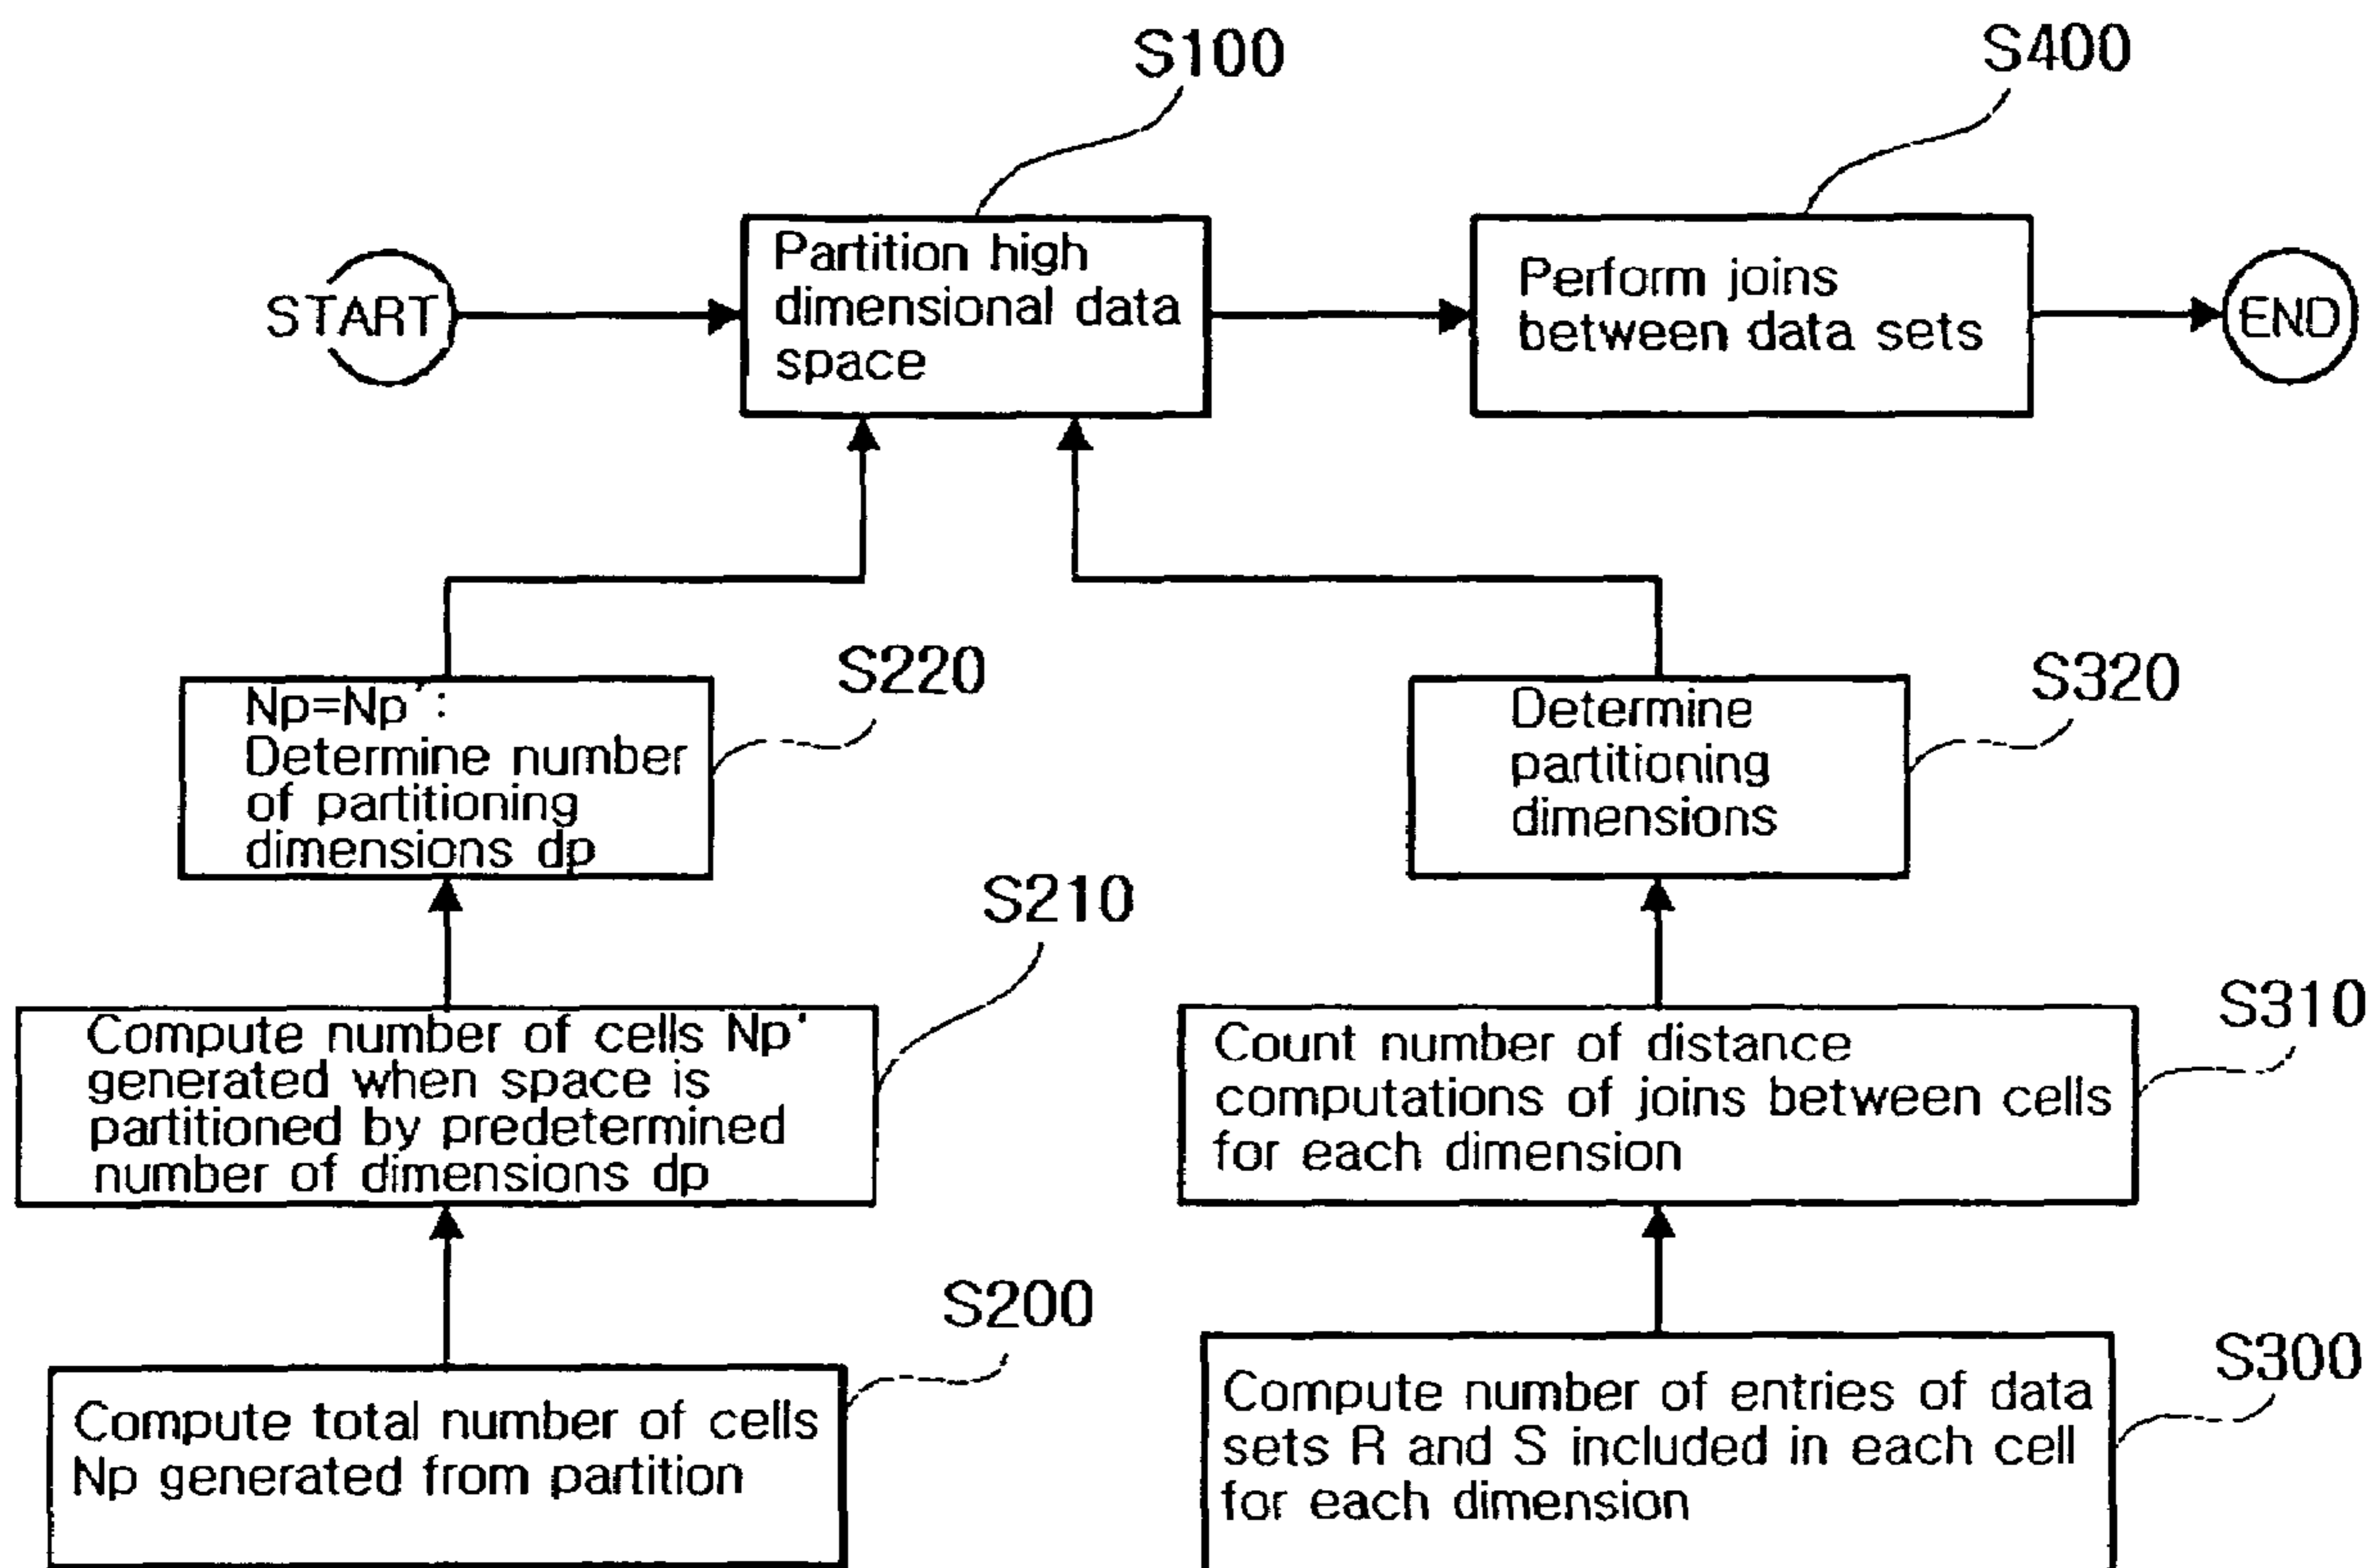 S100
S400
START
Partition high
dimensional data
space
Perform joins
between data sets
END
S220
Np=Np':
Determine number
of partitioning
dimensions dp
S320
Determine
partitioning
dimensions
S210
Compute number of cells Np'
generated when space is
partitioned by predetermined
number of dimensions dp
S310
Count number of distance
computations of joins between cells
for each dimension
S200
Compute total number of cells
Np generated from partition
S300
Compute number of entries of data
sets R and S included in each cell
for each dimension